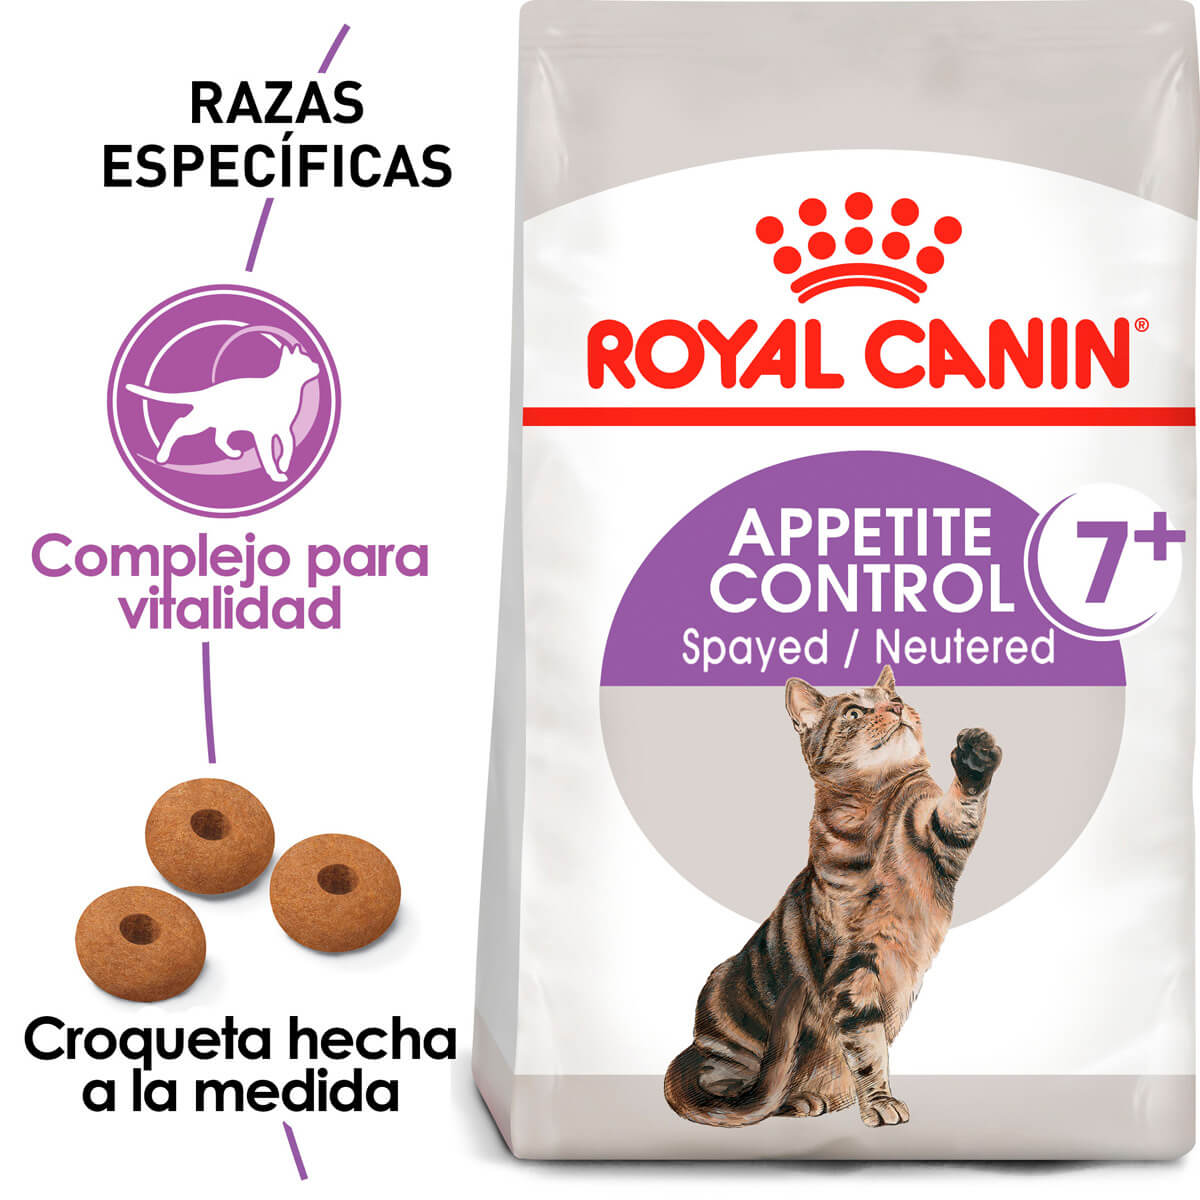 RAZAS
ESPECÍFICAS
Complejo para
vitalidad
Croqueta hecha
a la medida
ROYAL CANIN®
APPETITE
CONTROL
Spayed / Neutered
7+